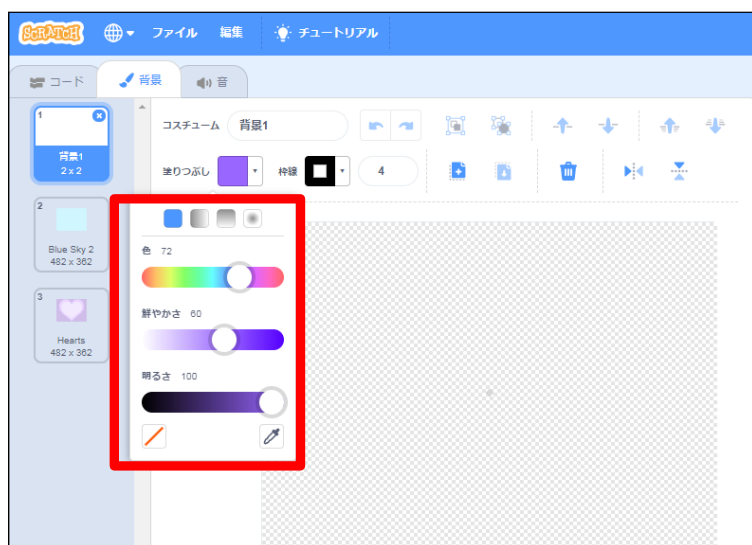 SCRATCH ファイル 編集 チュートリアル
コード 背景 音
1
背景1
2 x 2
2
Blue Sky 2
482 x 362
3
Hearts
482 x 362
コスチューム 背景1
塗りつぶし 枠線 4
色 72
鮮やかさ 60
明るさ 100